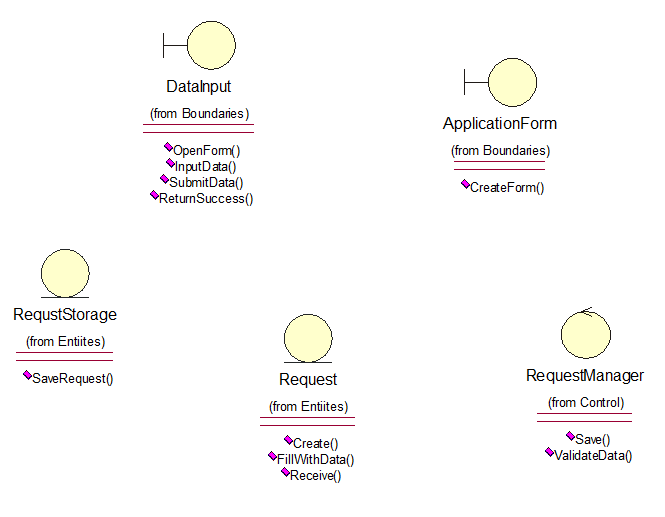 DataInput
(from Boundaries)
OpenForm()
InputData()
SubmitData()
ReturnSuccess()
ApplicationForm
(from Boundaries)
CreateForm()
RequstStorage
(from Entiites)
SaveRequest()
Request
(from Entiites)
Create()
FillWithData()
Receive()
RequestManager
(from Control)
Save()
ValidateData()